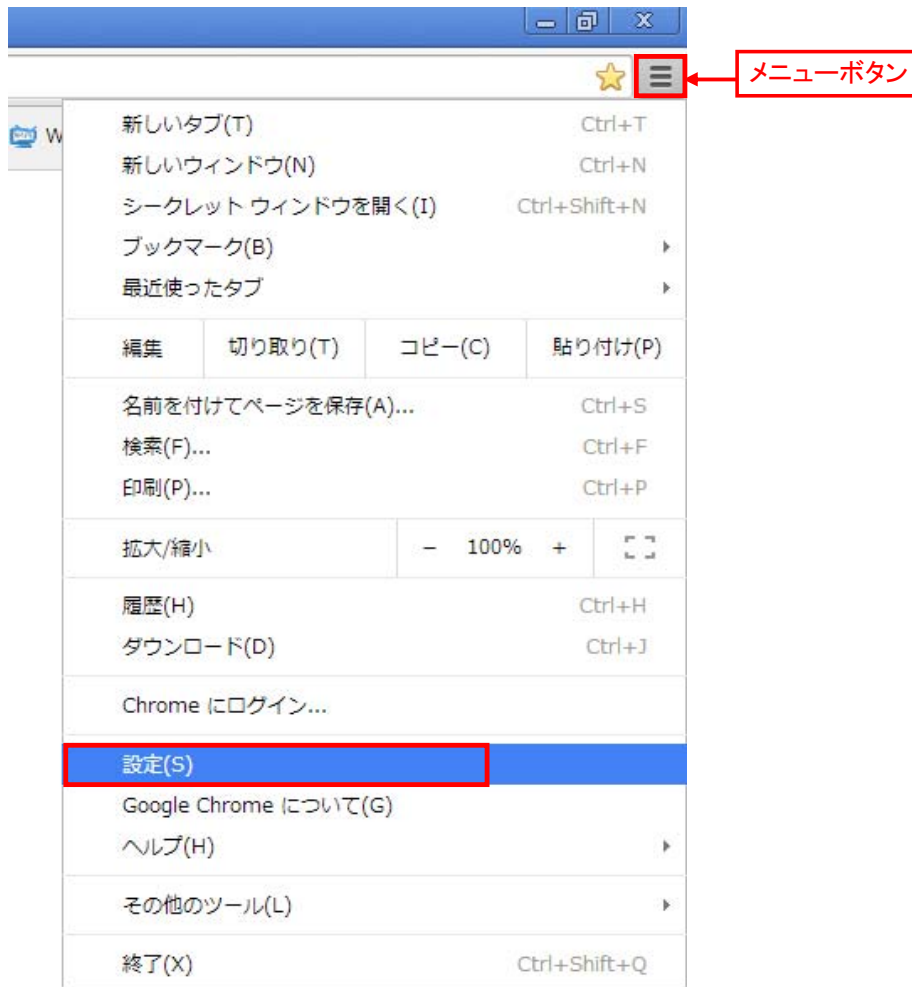 メニューボタン
W
新しいタブ(T) Ctrl+T
新しいウィンドウ(N) Ctrl+N
シークレット ウィンドウを開く(I) Ctrl+Shift+N
ブックマーク(B)
最近使ったタブ
編集 切り取り(T) コピー(C) 貼り付け(P)
名前を付けてページを保存(A)... Ctrl+S
検索(F)... Ctrl+F
印刷(P)... Ctrl+P
拡大/縮小 − 100% +
履歴(H) Ctrl+H
ダウンロード(D) Ctrl+J
Chrome にログイン...
設定(S)
Google Chrome について(G)
ヘルプ(H)
その他のツール(L)
終了(X) Ctrl+Shift+Q